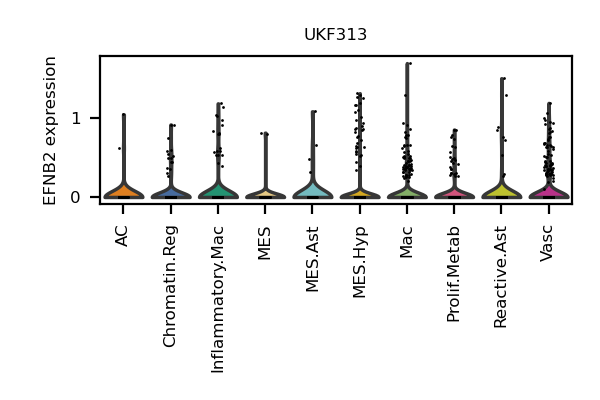 UKF313
EFNB2 expression
1
0
AC
Chromatin.Reg
Inflammatory.Mac
MES
MES.Ast
MES.Hyp
Mac
Prolif.Metab
Reactive.Ast
Vasc